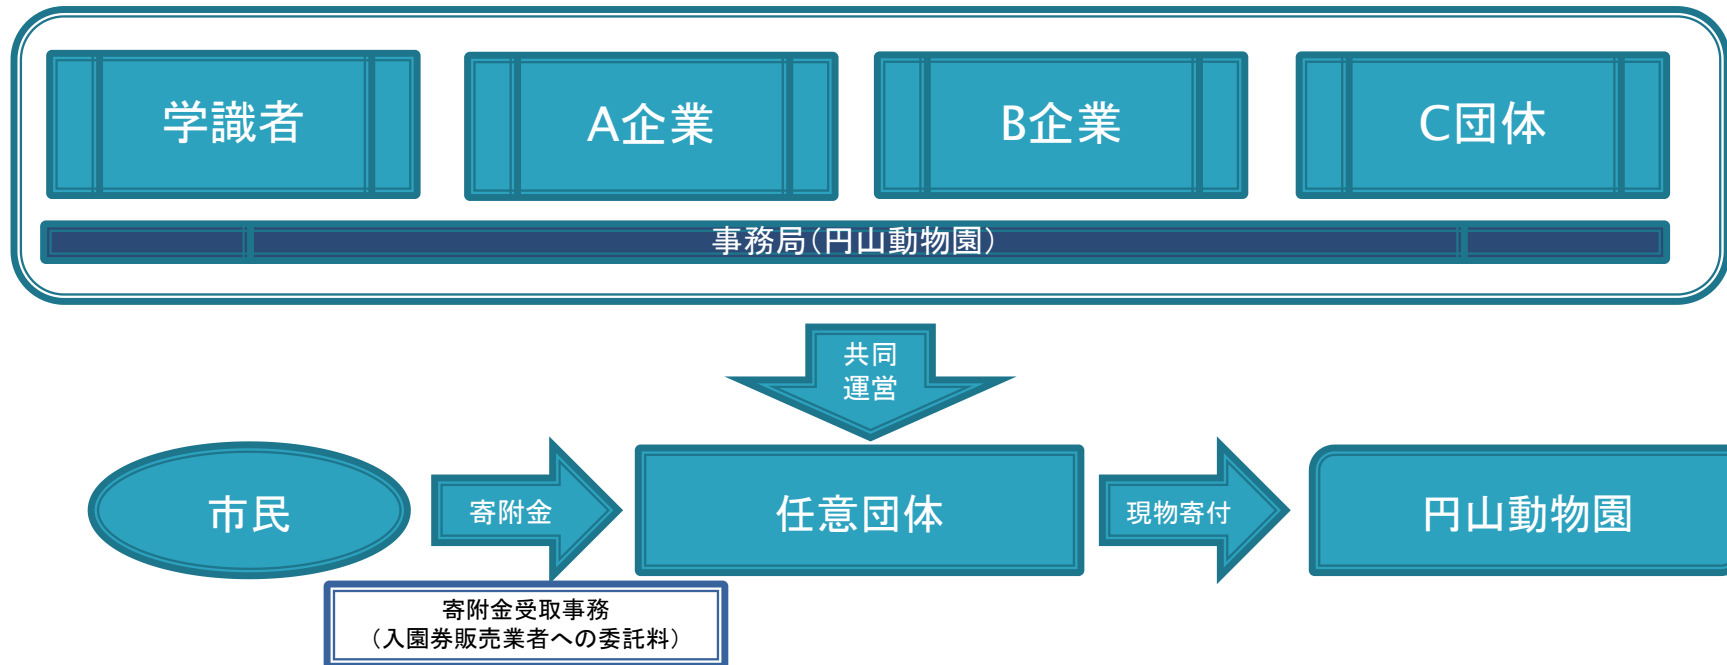 学識者
A企業
B企業
C団体
事務局(円山動物園)
共同
運営
市民
寄附金
任意団体
現物寄付
円山動物園
寄附金受取事務
(入園券販売業者への委託料)